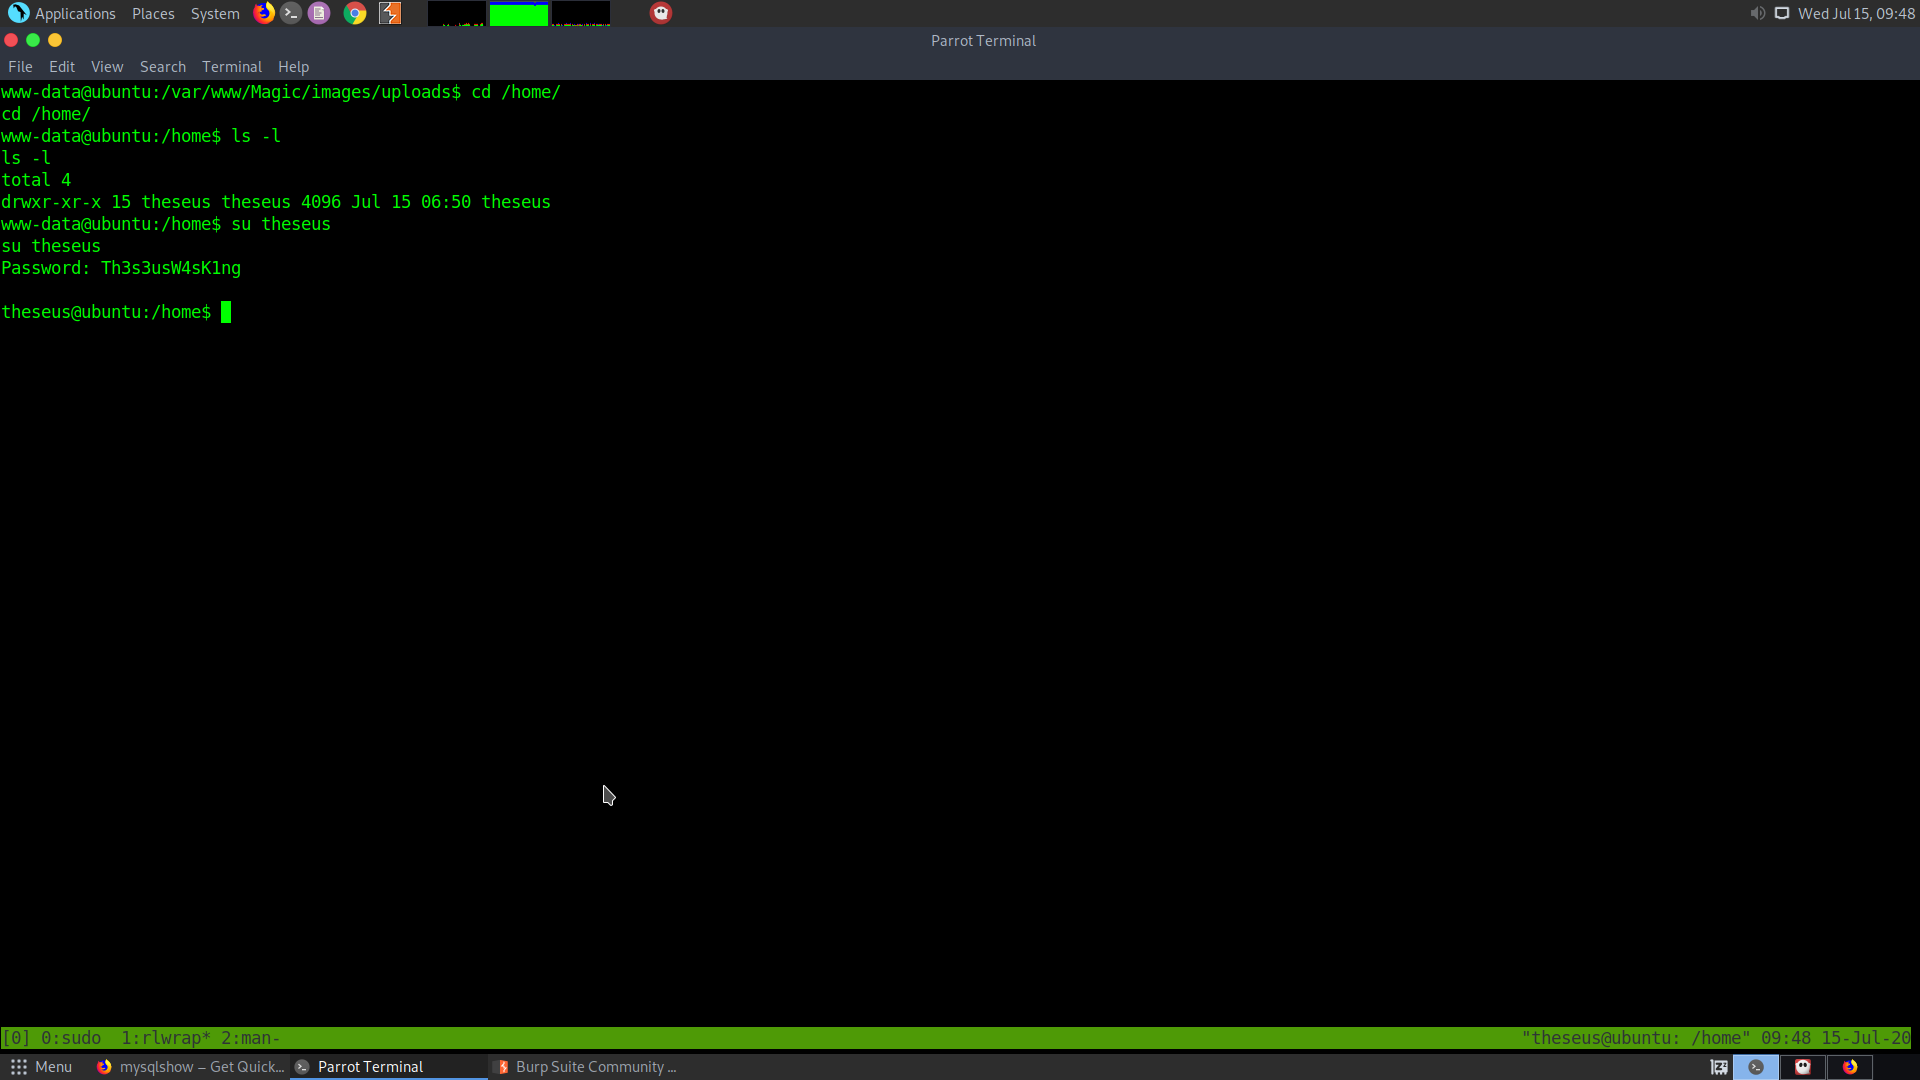 Applications Places System Wed Jul 15, 09:48
Parrot Terminal
File Edit View Search Terminal Help
www-data@ubuntu:/var/www/Magic/images/uploads$ cd /home/
cd /home/
www-data@ubuntu:/home$ ls -l
ls -l
total 4
drwxr-xr-x 15 theseus theseus 4096 Jul 15 06:50 theseus
www-data@ubuntu:/home$ su theseus
su theseus
Password: Th3s3usW4sK1ng
theseus@ubuntu:/home$
[0] 0:sudo 1:rlwrap* 2:man- "theseus@ubuntu: /home" 09:48 15-Jul-20
Menu mysqlshow – Get Quick... Parrot Terminal Burp Suite Community ...